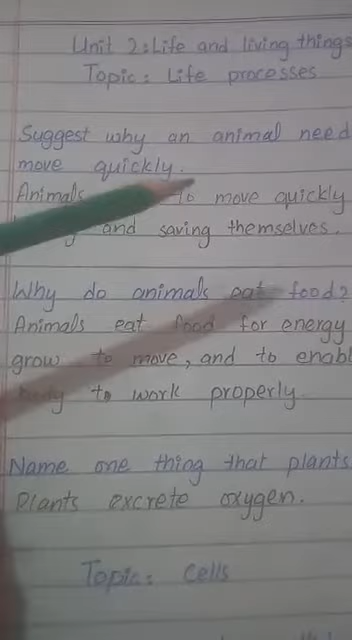 Unit 2: Life and living things
Topic: Life processes
Suggest why an animal need
move quickly.
Animals to move quickly
and saving themselves.
Why do animals eat food?
Animals eat food for energy
grow to move, and to enabl
body to work properly.
Name one thing that plants
Plants excrete oxygen.
Topic: Cells